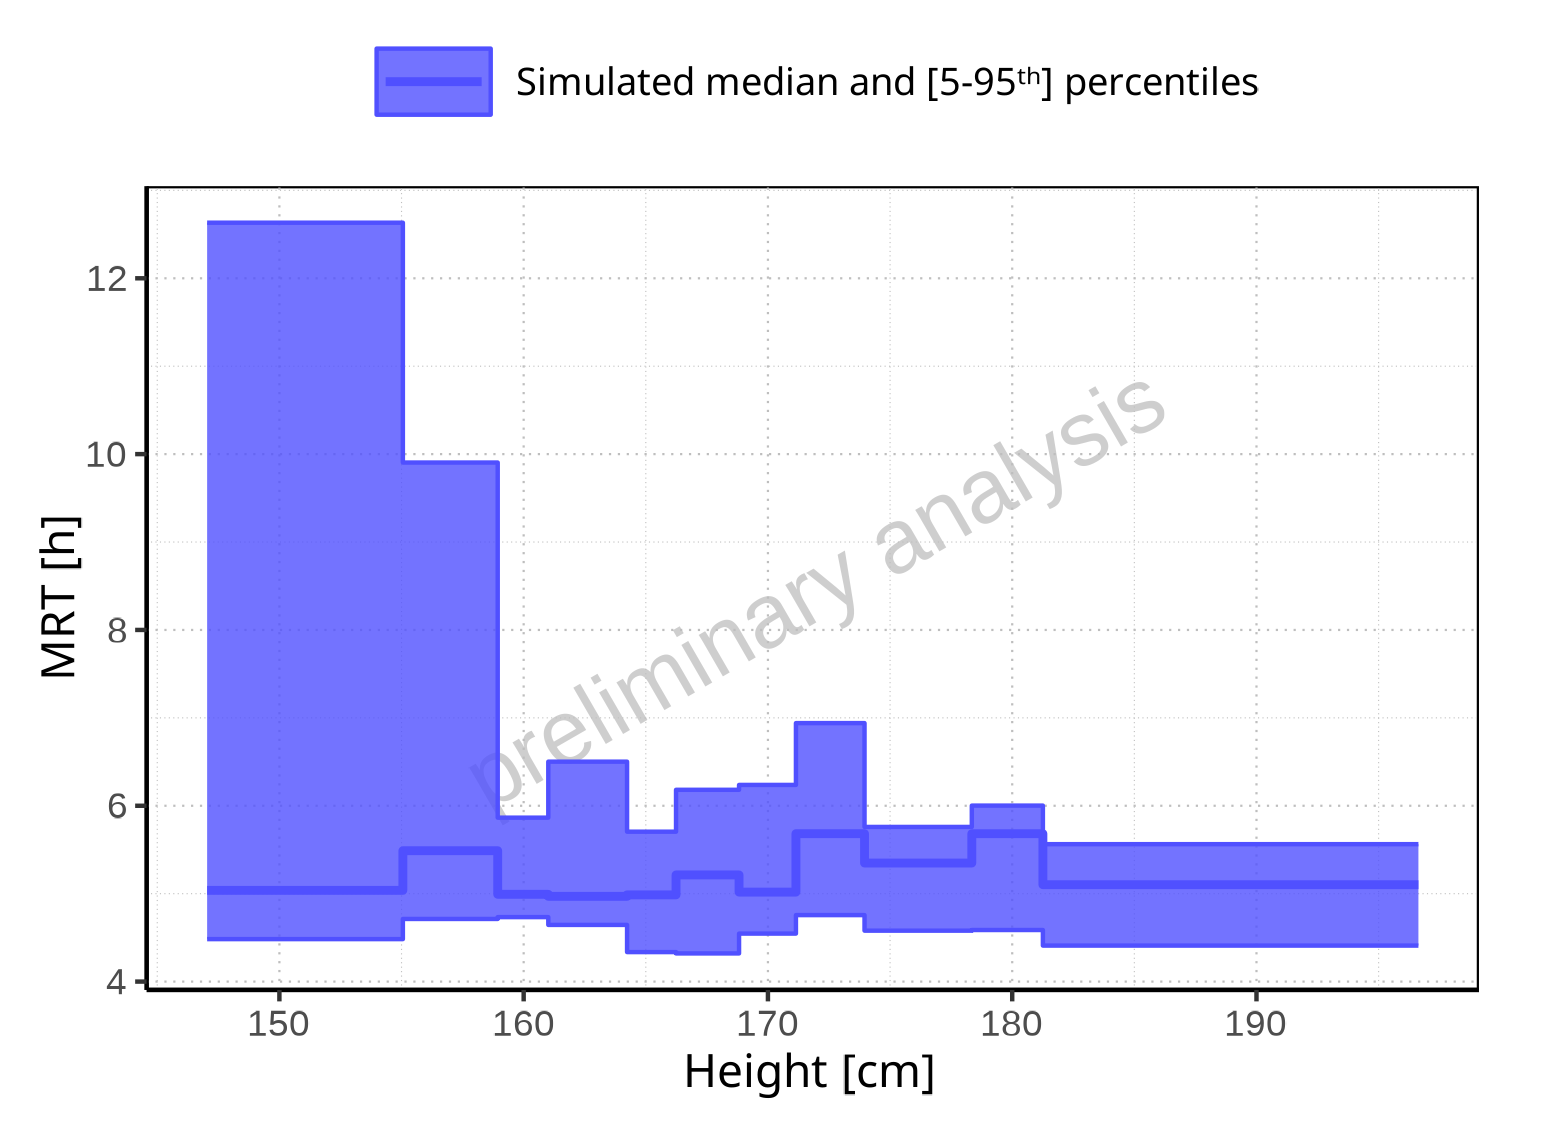 Simulated median and [5-95ᵗʰ] percentiles
12
10
8
6
4
MRT [h]
preliminary analysis
150 160 170 180 190
Height [cm]